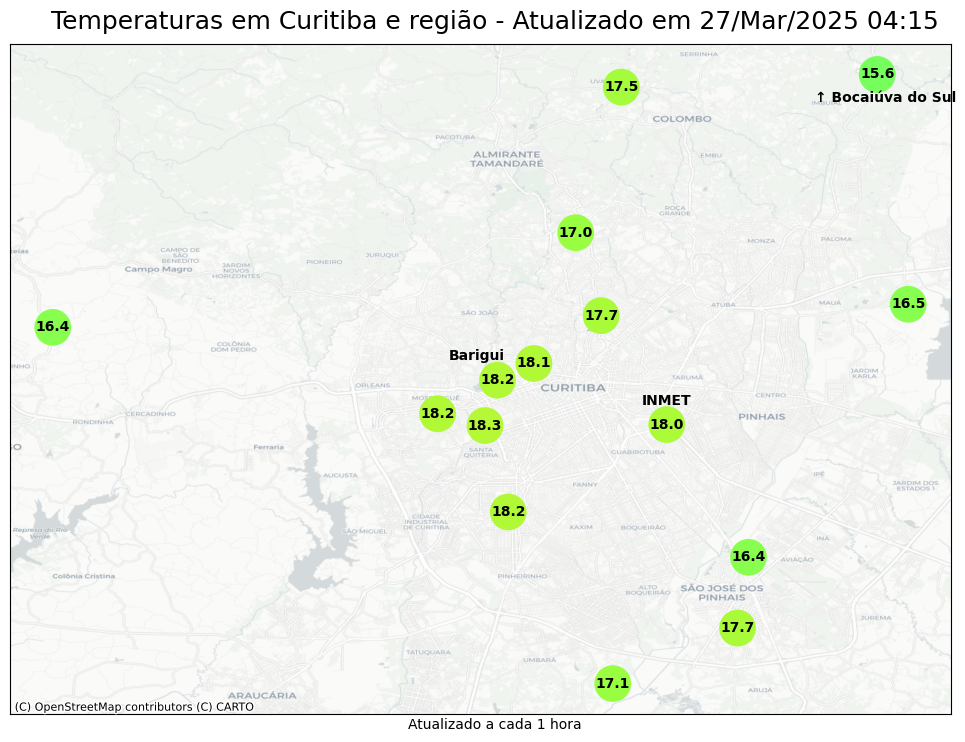 Temperaturas em Curitiba e região - Atualizado em 27/Mar/2025 04:15
SERRINHA
15.6
17.5
↑ Bocaiúva do Sul
COLOMBO
PACOTUBA
ALMIRANTE
TAMANDARÉ
EMBU
ROÇA
GRANDE
17.0
MONZA
PALOMA
CAMPO DE
SÃO
BENEDITO
JURUQUI
PIONEIRO
Campo Magro
JARDIM
NOVOS
HORIZONTES
16.5
MAUÁ
ATUBA
SÃO JOÃO
17.7
16.4
COLÔNIA
DOM PEDRO
Barigui
18.1
JARDIM
KARLA
18.2
TARUMÃ
ORLEANS
CURITIBA
CENTRO
INMET
18.2
CERCADINHO
RONDINHA
PINHAIS
18.3
18.0
Ferraria
SANTA
QUITÉRIA
GUABIROTUBA
AUGUSTA
IPÊ
FANNY
JARDIM DOS
ESTADOS I
18.2
CIDADE
INDUSTRIAL
DE CURITIBA
SÃO MIGUEL
XAXIM
BOQUEIRÃO
Represa do Rio
Verde
INÁ
16.4
AVIAÇÃO
Colônia Cristina
PINHEIRINHO
ALTO
BOQUEIRÃO
SÃO JOSÉ DOS
PINHAIS
JUREMA
17.7
TATUQUARA
UMBARÁ
17.1
ARUJÁ
ARAUCÁRIA
(C) OpenStreetMap contributors (C) CARTO
Atualizado a cada 1 hora